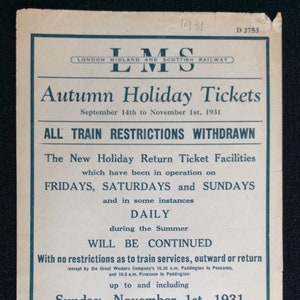 1931
D 2753
LMS
LONDON MIDLAND AND SCOTTISH RAILWAY
Autumn Holiday Tickets
September 14th to November 1st, 1931
ALL TRAIN RESTRICTIONS WITHDRAWN
The New Holiday Return Ticket Facilities
which have been in operation on
FRIDAYS, SATURDAYS and SUNDAYS
and in some instances
DAILY
during the Summer
WILL BE CONTINUED
With no restrictions as to train services, outward or return
(except by the Great Western Company's 10.30 a.m. Paddington to Penzance,
and 10.0 a.m. Penzance to Paddington)
up to and including
Sunday, November 1st, 1931